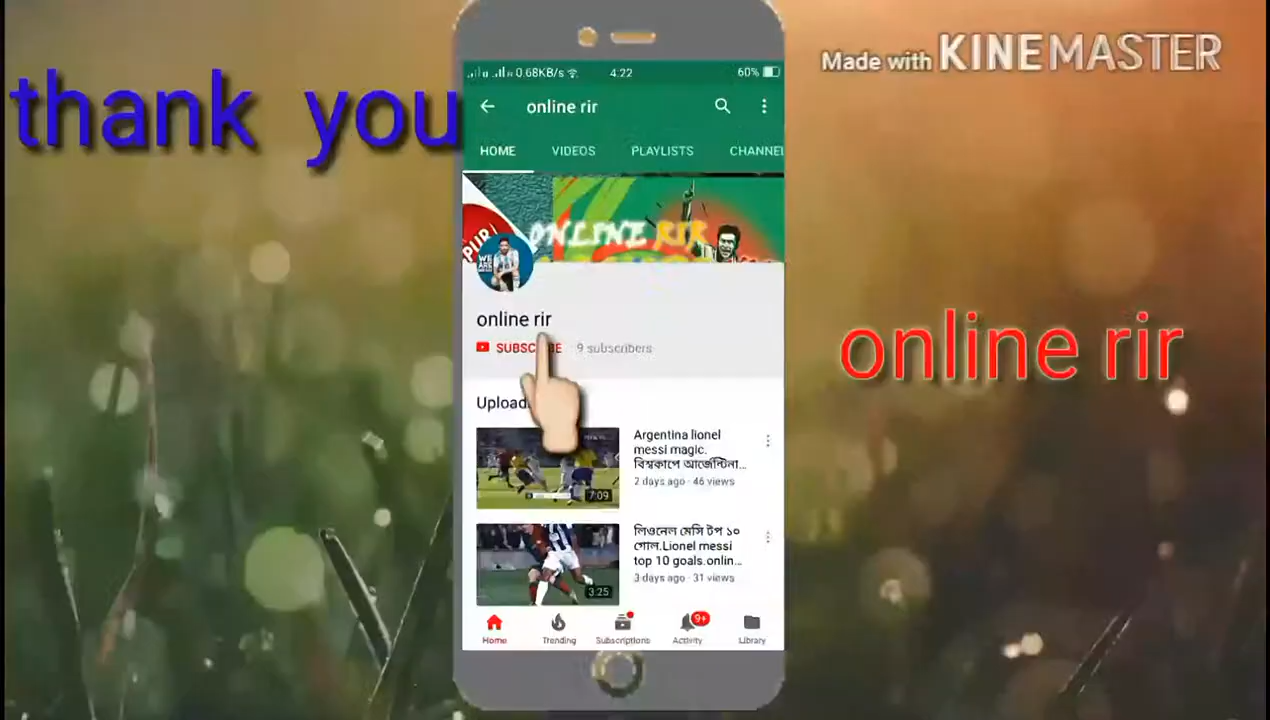 thank you
Made with KINEMASTER
0.68KB/s 4:22 60%
online rir
HOME VIDEOS PLAYLISTS CHANNEL
ONLINE RIR
WE ARE
online rir
9 subscribers
online rir
Argentina lionel
messi magic.
বিশ্বকাপে আর্জেন্টিনা...
2 days ago · 46 views
7:09
লিওনেল মেসি টপ ১০
গোল.Lionel messi
top 10 goals.onlin...
3 days ago · 31 views
3:25
9+
Home Trending Subscriptions Activity Library